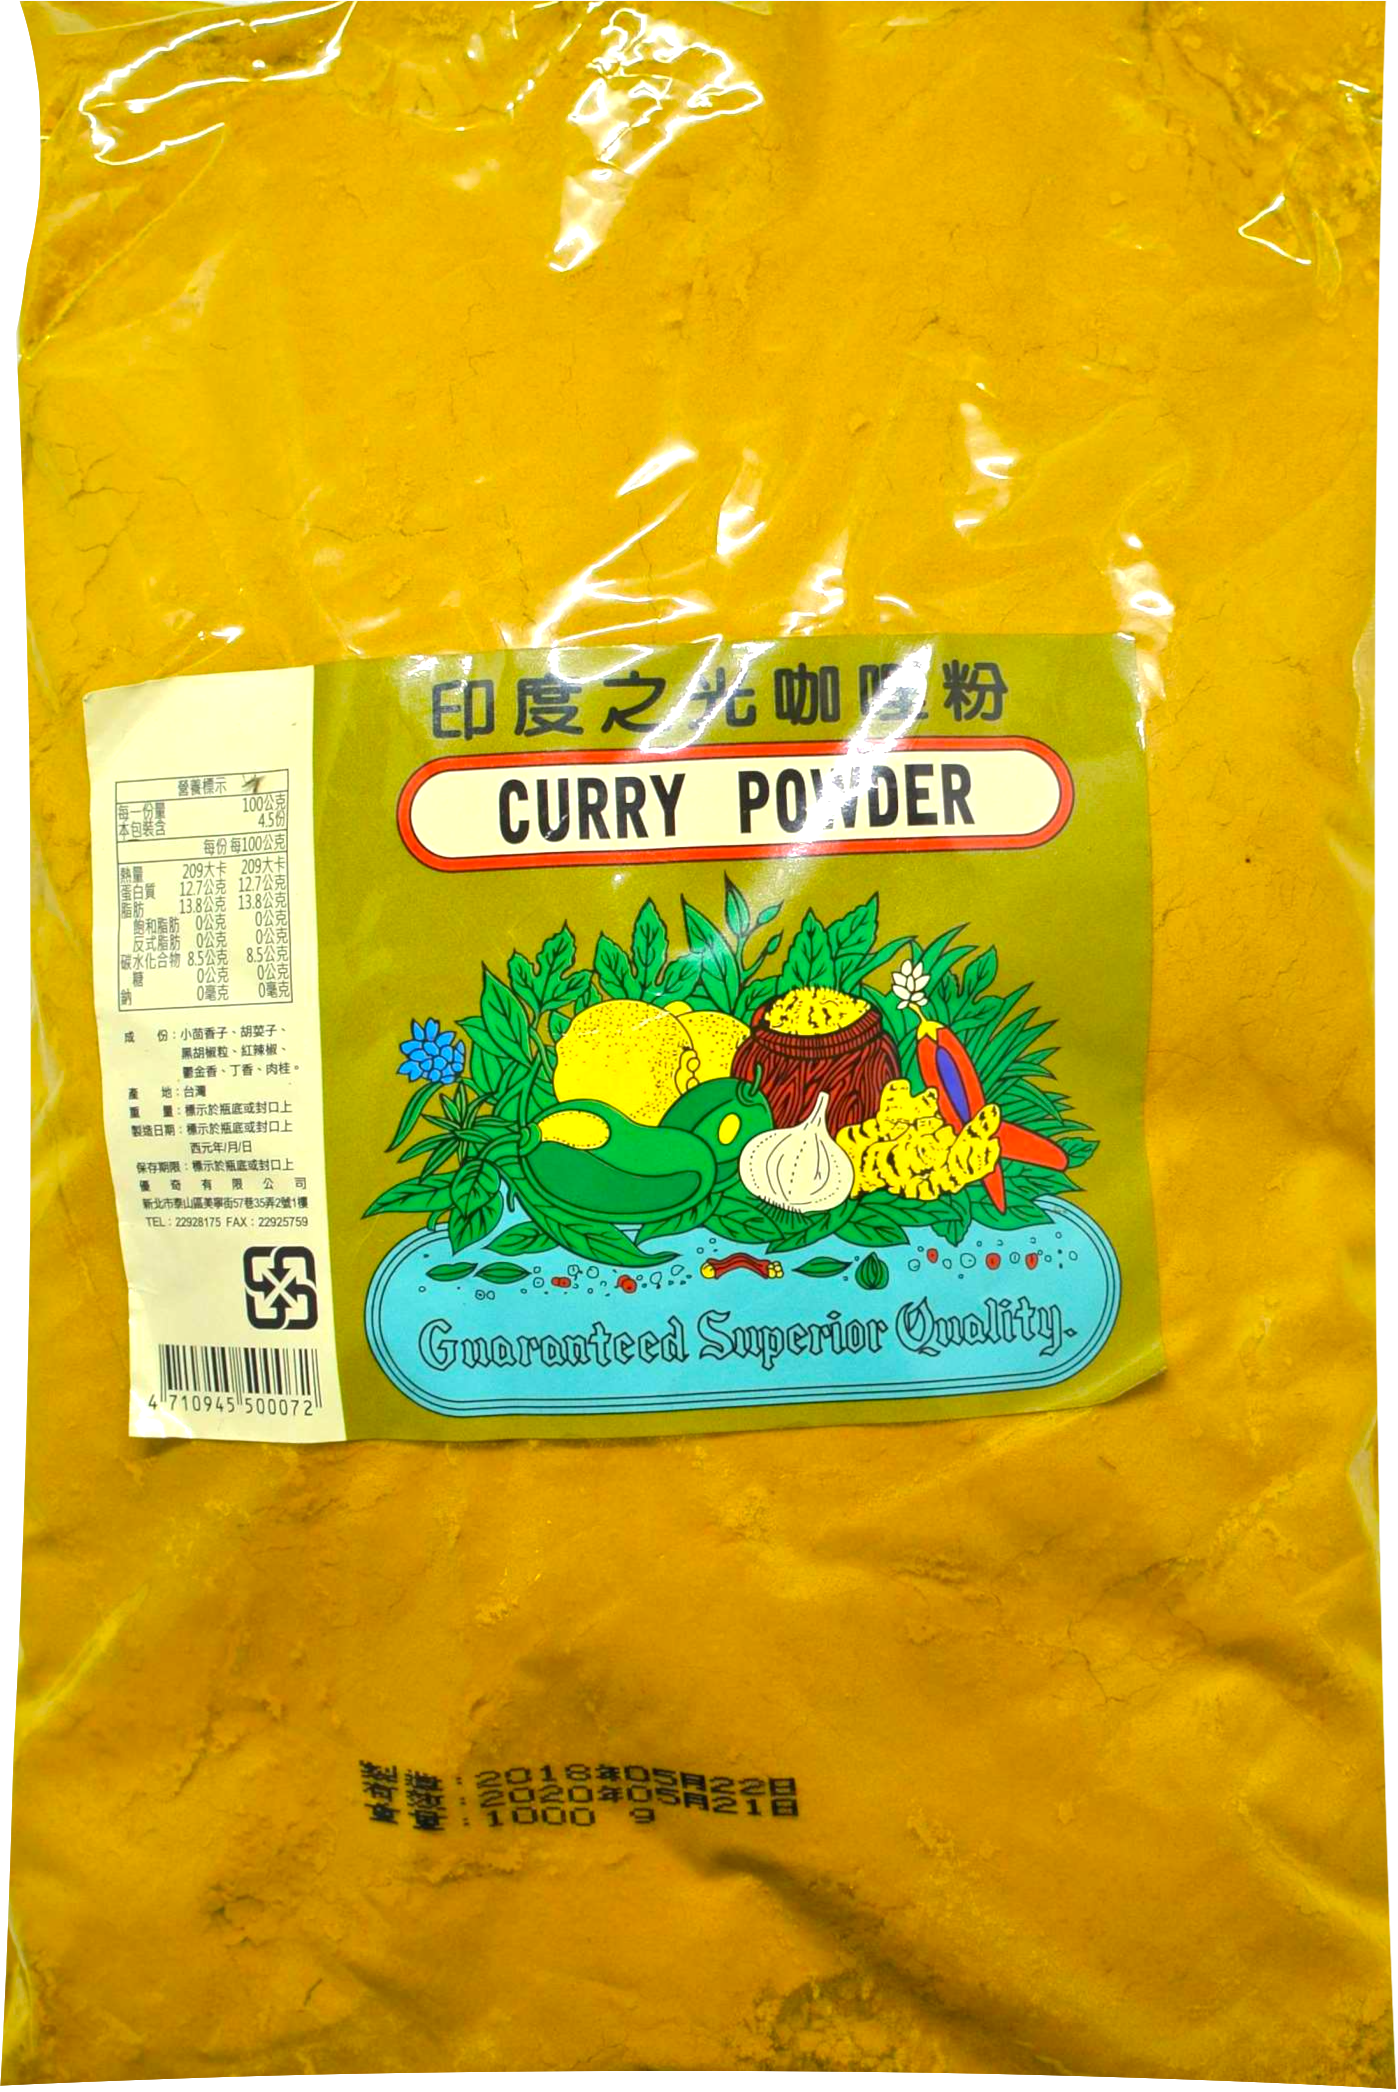 印度之光咖哩粉
CURRY POWDER
營養標示
每一份量 100公克
本包裝含 4.5份
每份 每100公克
熱量 209大卡 209大卡
蛋白質 12.7公克 12.7公克
脂肪 13.8公克 13.8公克
飽和脂肪 0公克 0公克
反式脂肪 0公克 0公克
碳水化合物 8.5公克 8.5公克
糖 0公克 0公克
鈉 0毫克 0毫克
成 份：小茴香子、胡荽子、
黑胡椒粒、紅辣椒、
鬱金香、丁香、肉桂。
產 地：台灣
重 量：標示於瓶底或封口上
製造日期：標示於瓶底或封口上
西元年/月/日
保存期限：標示於瓶底或封口上
優奇有限公司
新北市泰山區美寧街57巷35弄2號1樓
TEL：22928175 FAX：22925759
4 710945 500072
Guaranteed Superior Quality.
: 2018年05月22日
: 2020年05月21日
: 1000 g